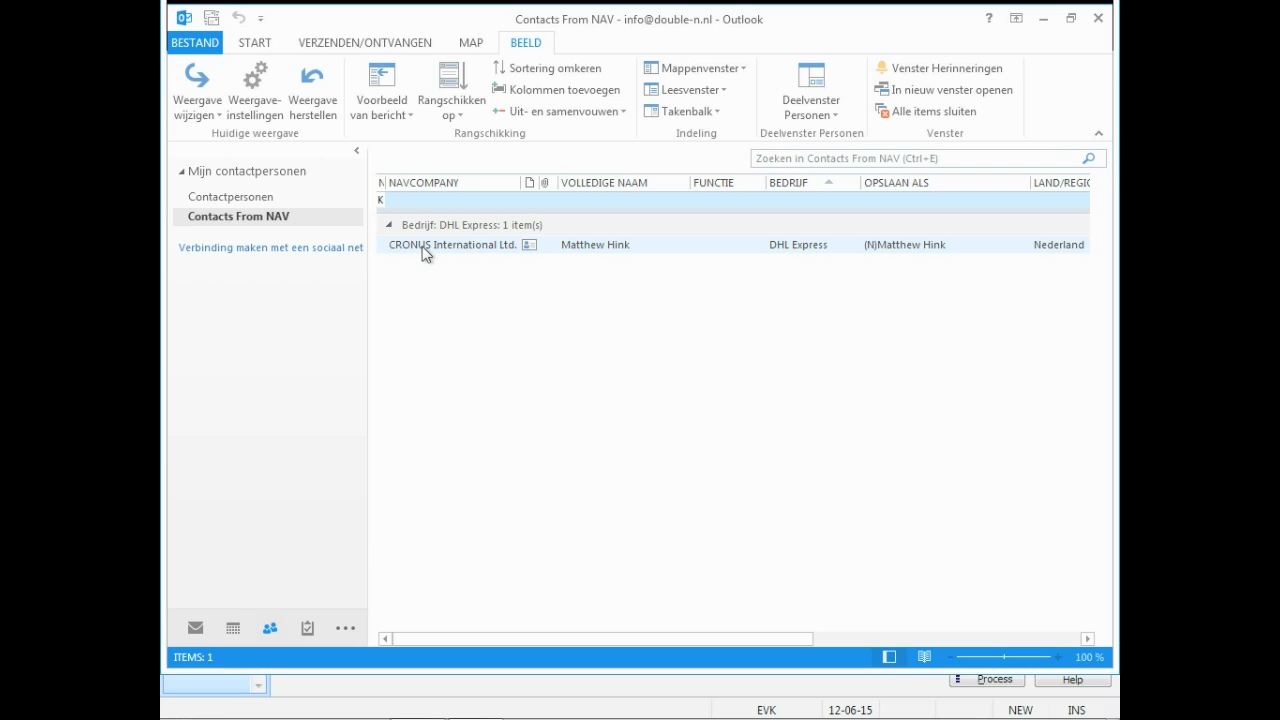 Contacts From NAV - info@double-n.nl - Outlook
?
BESTAND START VERZENDEN/ONTVANGEN MAP BEELD
Weergave wijzigen
Weergave-instellingen
Weergave herstellen
Huidige weergave
Voorbeeld van bericht
Rangschikken op
Sortering omkeren
Kolommen toevoegen
Uit- en samenvouwen
Rangschikking
Mappenvenster
Leesvenster
Takenbalk
Indeling
Deelvenster Personen
Deelvenster Personen
Venster Herinneringen
In nieuw venster openen
Alle items sluiten
Venster
Mijn contactpersonen
Contactpersonen
Contacts From NAV
Verbinding maken met een sociaal net
Zoeken in Contacts From NAV (Ctrl+E)
N NAVCOMPANY VOLLEDIGE NAAM FUNCTIE BEDRIJF OPSLAAN ALS LAND/REGIO
K
Bedrijf: DHL Express: 1 item(s)
CRONUS International Ltd. Matthew Hink DHL Express (N)Matthew Hink Nederland
ITEMS: 1 100 %
Process Help
EVK 12-06-15 NEW INS